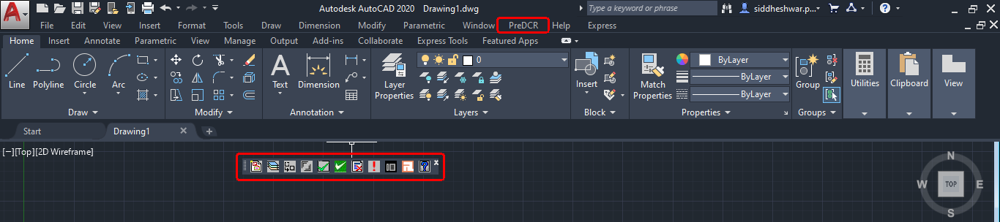 A Autodesk AutoCAD 2020 Drawing1.dwg Type a keyword or phrase siddheshwar.p...
File Edit View Insert Format Tools Draw Dimension Modify Parametric Window PreDCR Help Express
Home Insert Annotate Parametric View Manage Output Add-ins Collaborate Express Tools Featured Apps
0 ByLayer
ByLayer
Line Polyline Circle Arc A Text Dimension Layer Properties Insert Match Properties ByLayer Group Utilities Clipboard View
Draw Modify Annotation Layers Block Properties Groups
Start Drawing1
[−][Top][2D Wireframe]
N
W TOP E
S